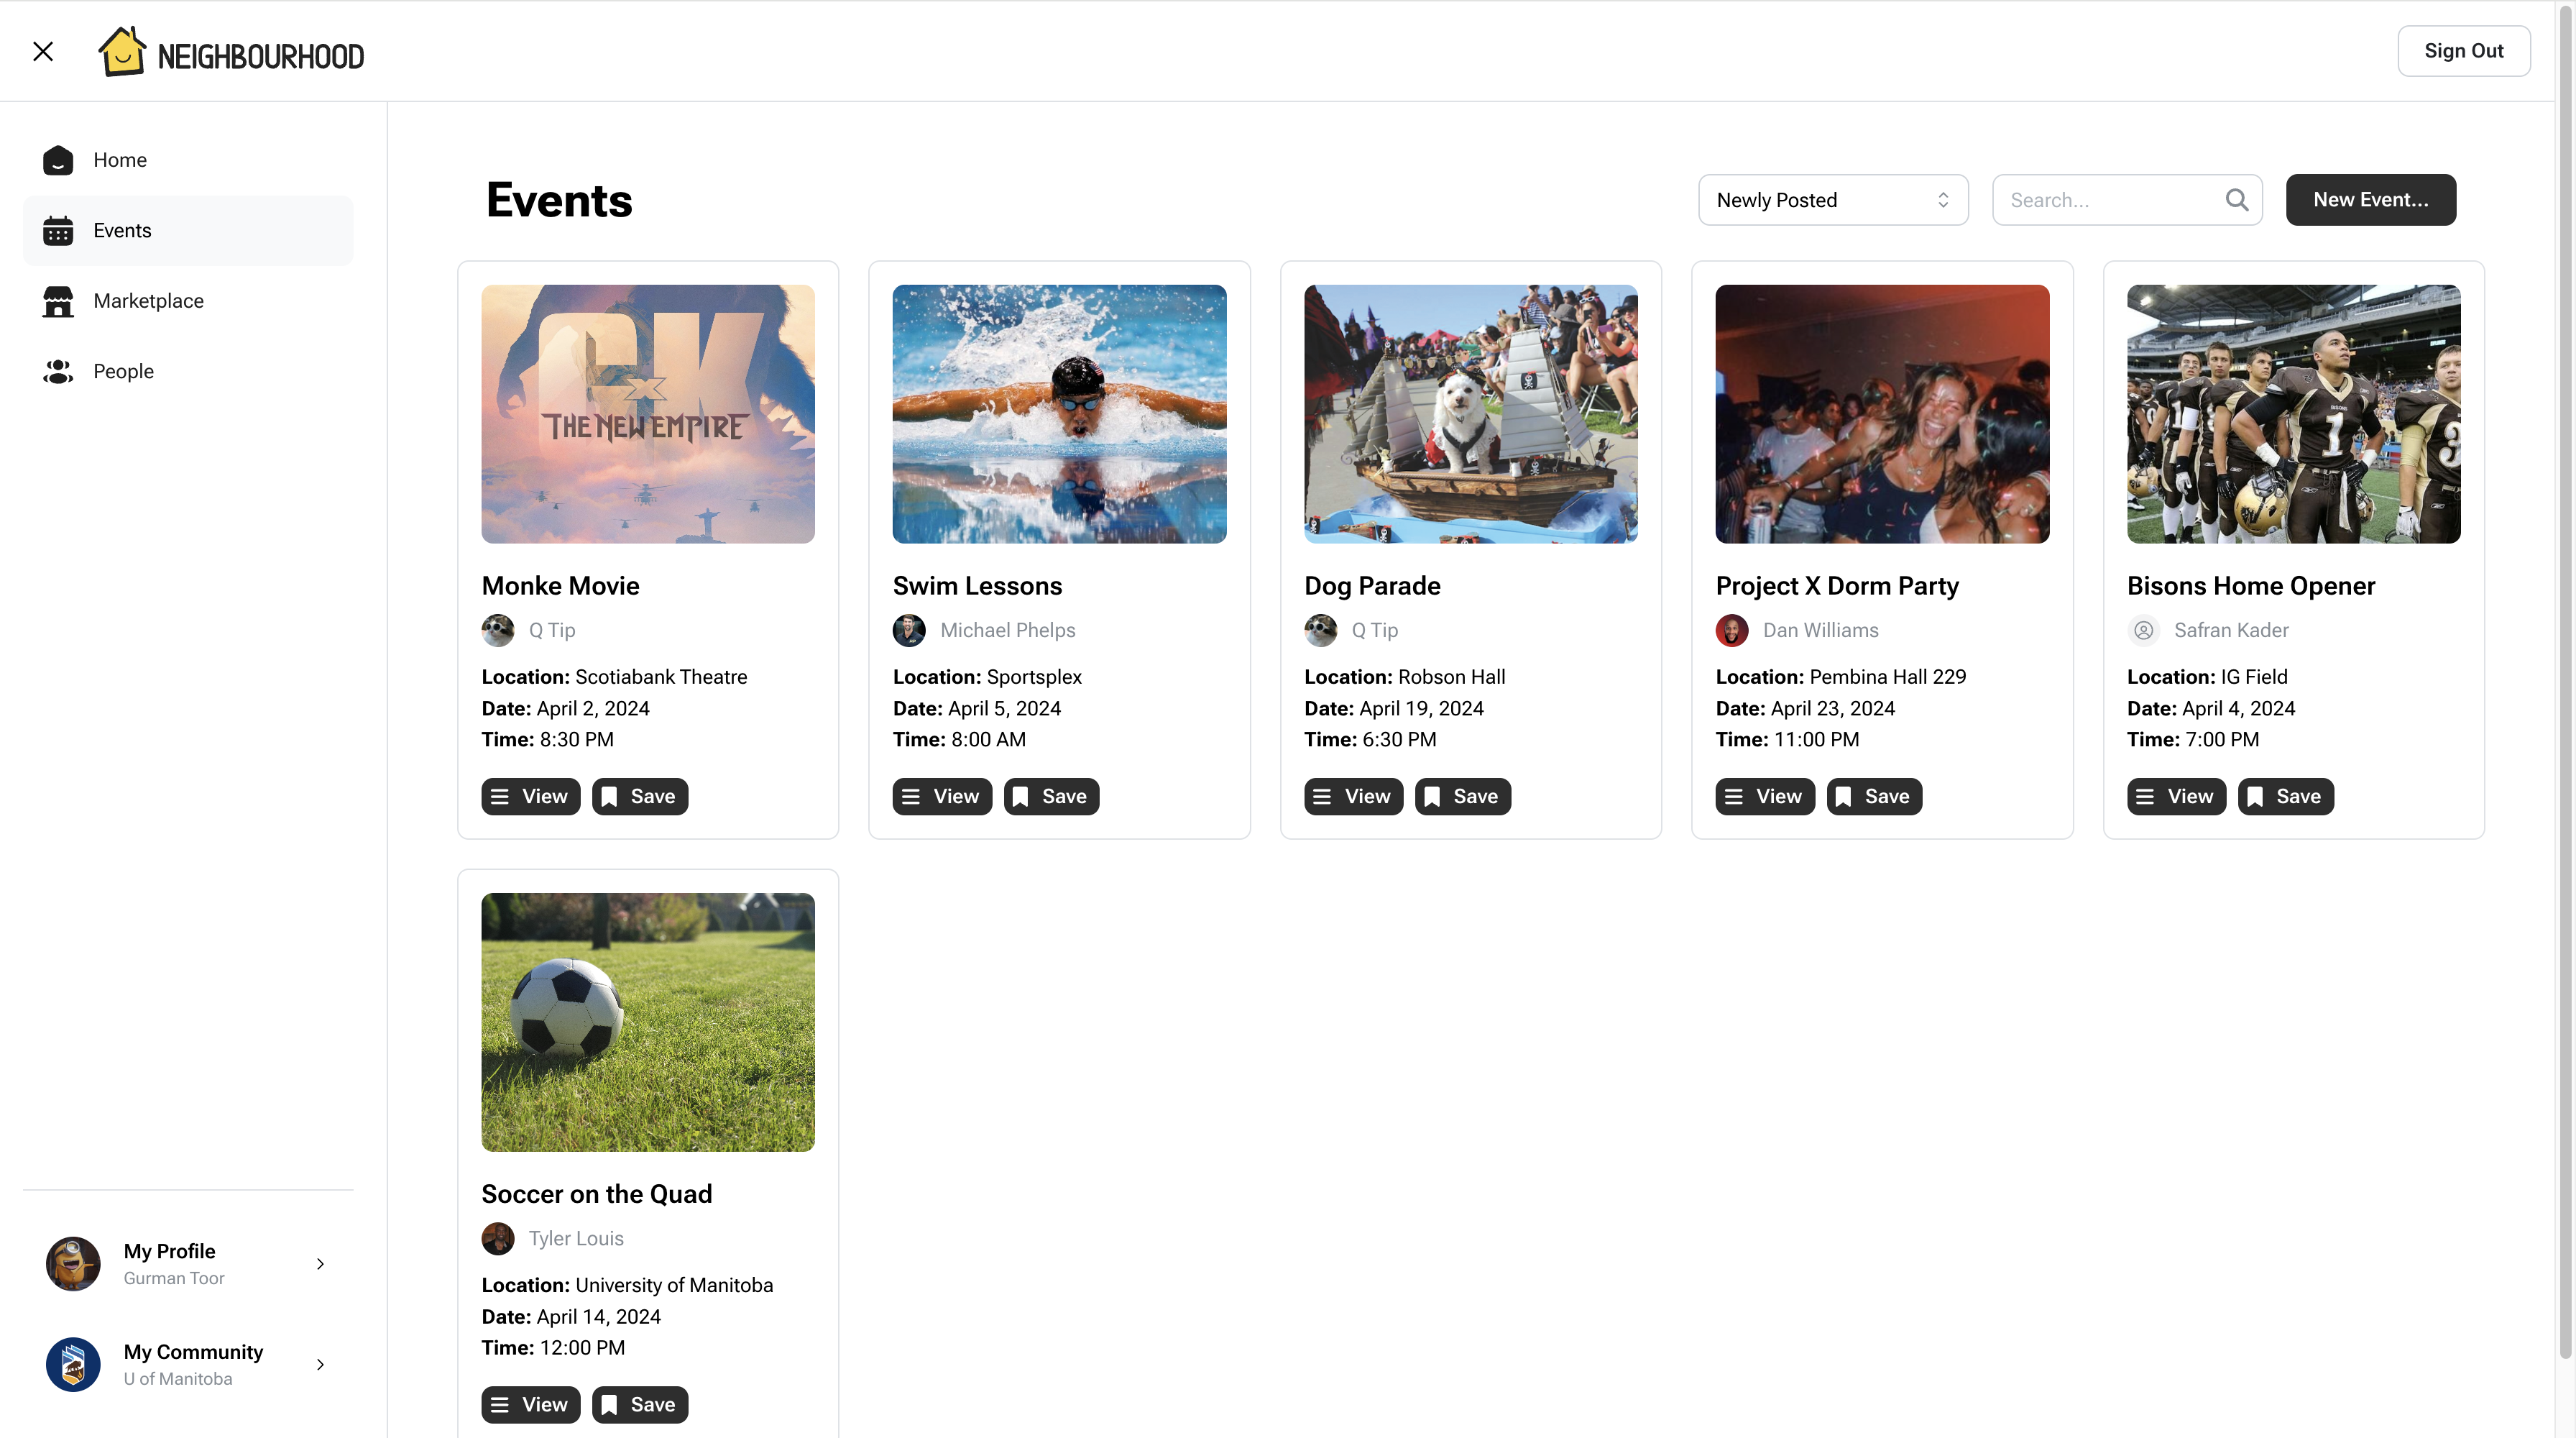 NEIGHBOURHOOD
Sign Out
Home
Events
Marketplace
People
Events
Newly Posted
Search...
New Event...
GK
X
THE NEW EMPIRE
BISONS
1
3
Monke Movie
Q Tip
Location: Scotiabank Theatre
Date: April 2, 2024
Time: 8:30 PM
View
Save
Swim Lessons
Michael Phelps
Location: Sportsplex
Date: April 5, 2024
Time: 8:00 AM
View
Save
Dog Parade
Q Tip
Location: Robson Hall
Date: April 19, 2024
Time: 6:30 PM
View
Save
Project X Dorm Party
Dan Williams
Location: Pembina Hall 229
Date: April 23, 2024
Time: 11:00 PM
View
Save
Bisons Home Opener
Safran Kader
Location: IG Field
Date: April 4, 2024
Time: 7:00 PM
View
Save
Soccer on the Quad
Tyler Louis
Location: University of Manitoba
Date: April 14, 2024
Time: 12:00 PM
View
Save
My Profile
Gurman Toor
My Community
U of Manitoba